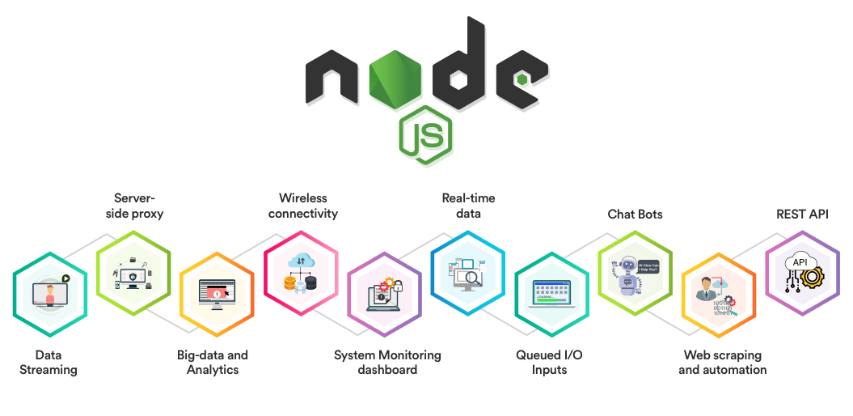 node
JS
Server-
side proxy
Wireless
connectivity
Real-time
data
Chat Bots
REST API
API
Data
Streaming
Big-data and
Analytics
System Monitoring
dashboard
Queued I/O
Inputs
Web scraping
and automation